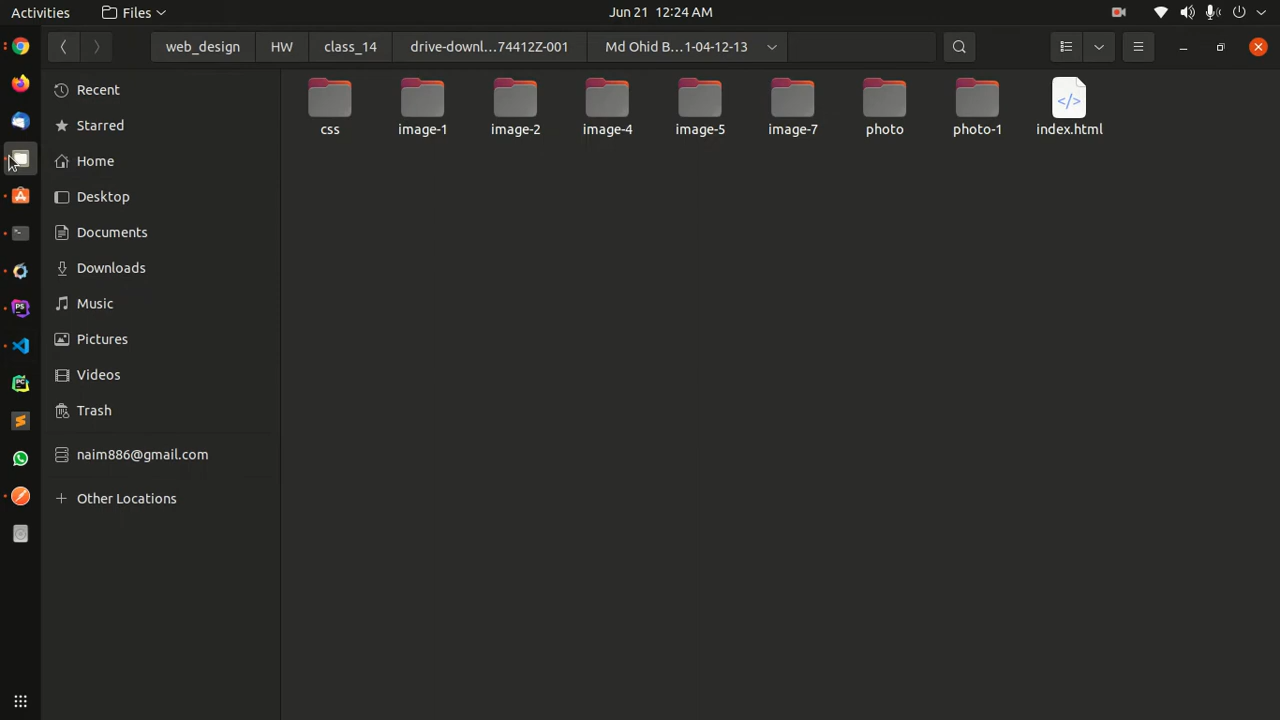 Activities Files Jun 21 12:24 AM
web_design HW class_14 drive-downl...74412Z-001 Md Ohid B...1-04-12-13
Recent
Starred
Home
Desktop
Documents
Downloads
Music
Pictures
Videos
Trash
naim886@gmail.com
Other Locations
css image-1 image-2 image-4 image-5 image-7 photo photo-1 index.html